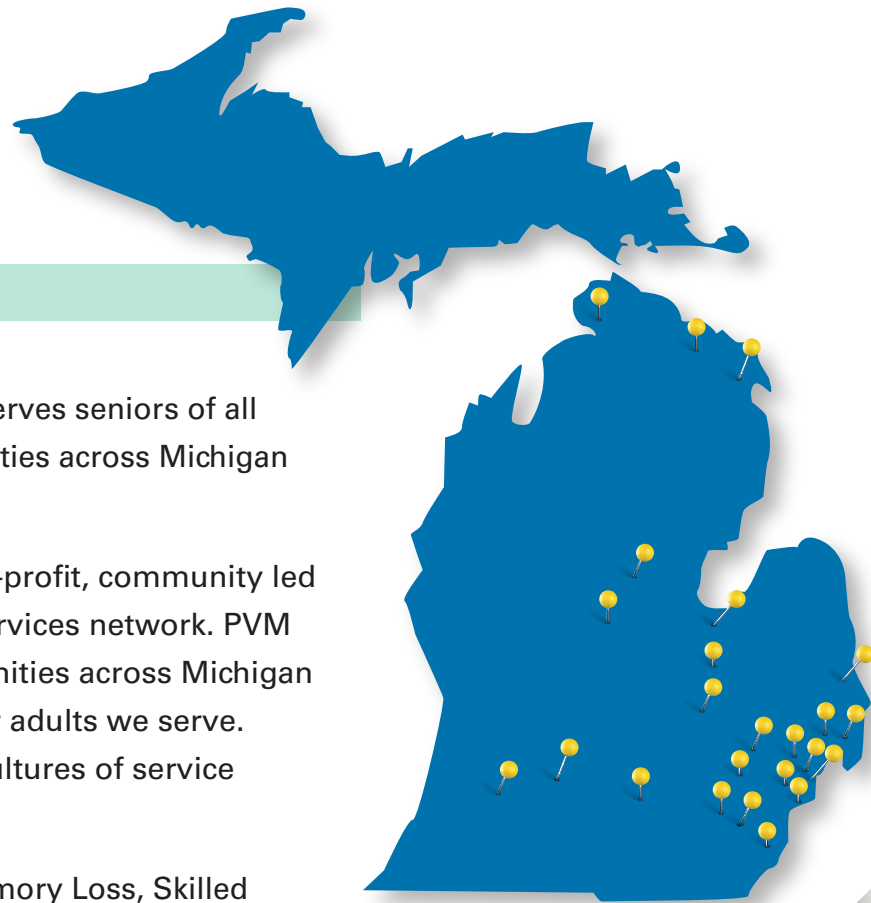 erves seniors of all
ties across Michigan
-profit, community led
rvices network. PVM
nities across Michigan
r adults we serve.
ltures of service
mory Loss, Skilled